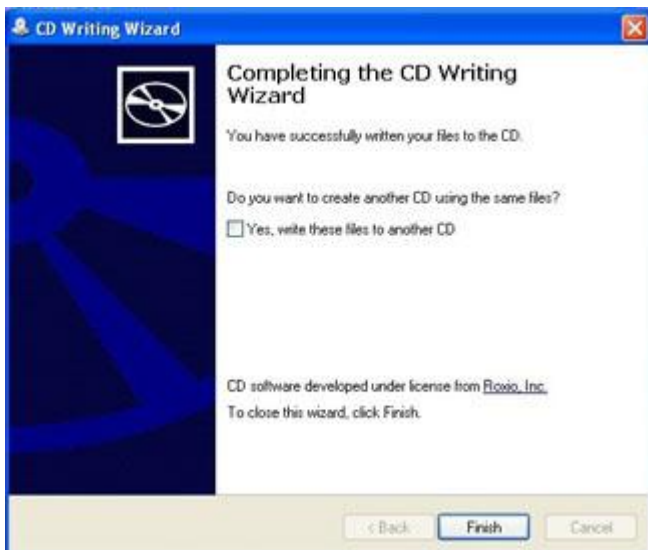 CD Writing Wizard
Completing the CD Writing
Wizard
You have successfully written your files to the CD.
Do you want to create another CD using the same files?
Yes, write these files to another CD
CD software developed under license from Roxio, Inc.
To close this wizard, click Finish.
< Back
Finish
Cancel